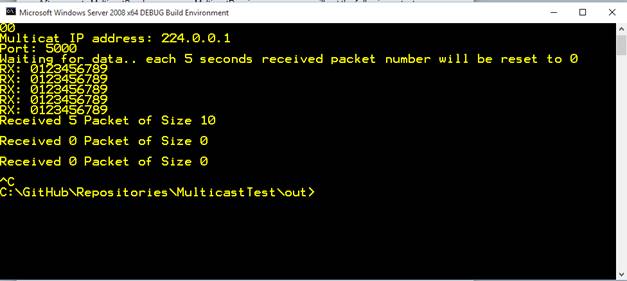 Microsoft Windows Server 2008 x64 DEBUG Build Environment
00
Multicat IP address: 224.0.0.1
Port: 5000
Waiting for data.. each 5 seconds received packet number will be reset to 0
RX: 0123456789
RX: 0123456789
RX: 0123456789
RX: 0123456789
RX: 0123456789
Received 5 Packet of Size 10
Received 0 Packet of Size 0
Received 0 Packet of Size 0
^C
C:\GitHub\Repositories\MulticastTest\out>